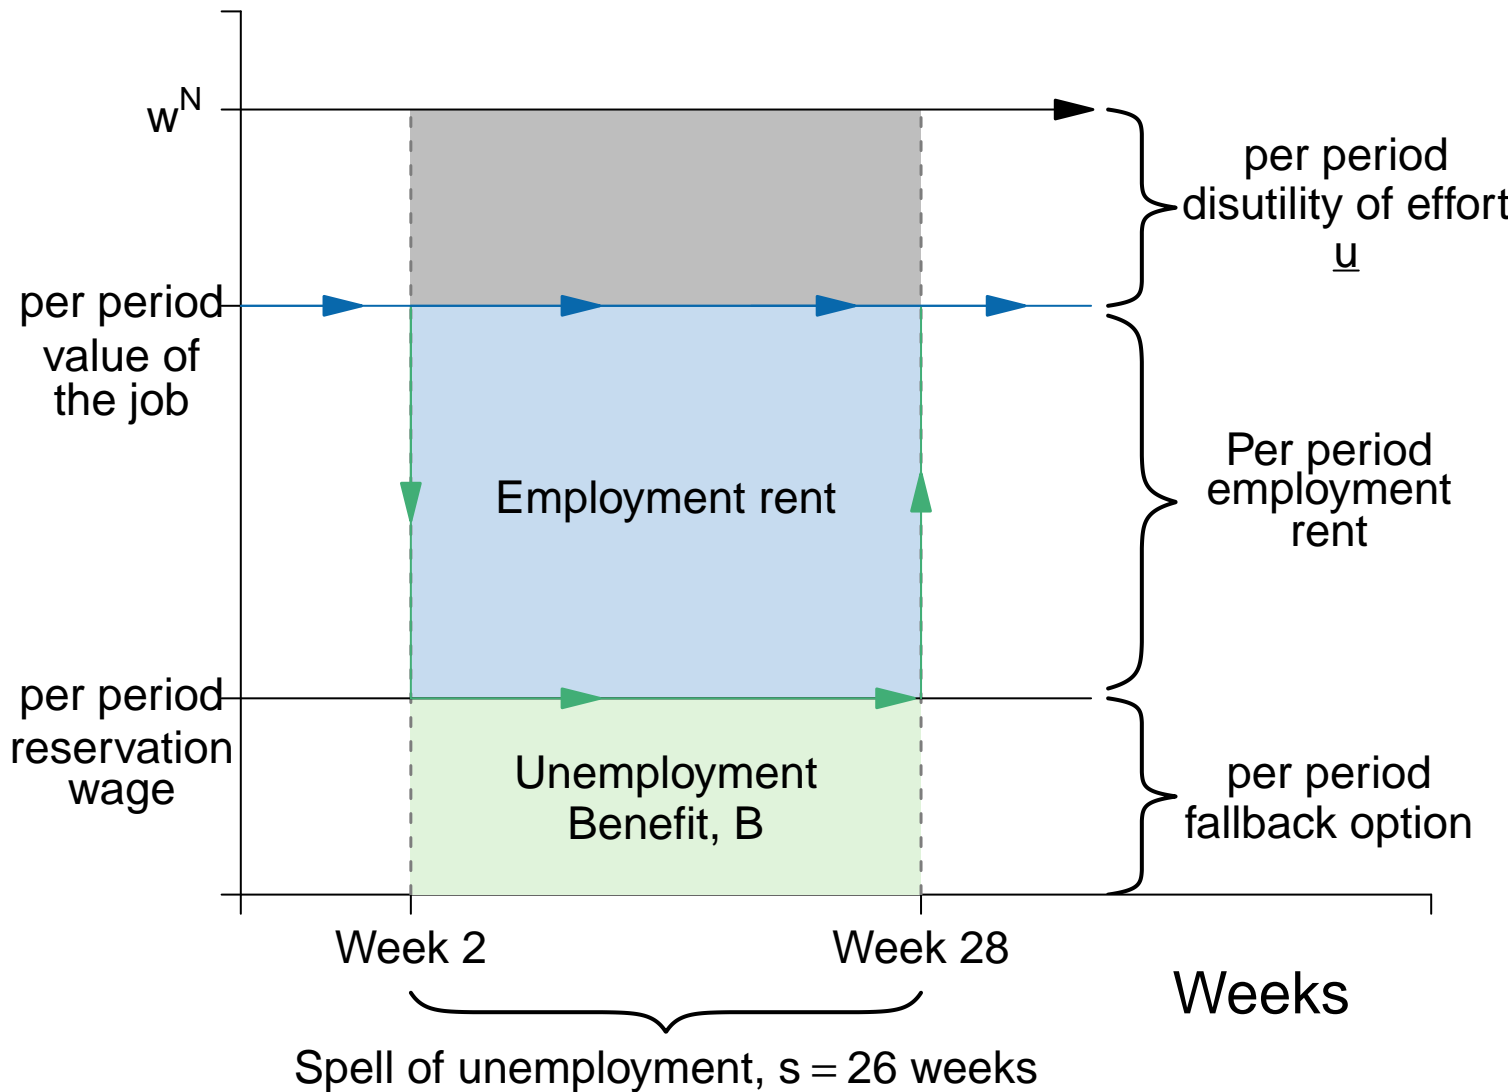 w^N
per period
value of
the job
per period
reservation
wage
per period
disutility of effort
u
Per period
employment
rent
per period
fallback option
Employment rent
Unemployment
Benefit, B
Week 2
Week 28
Weeks
Spell of unemployment, s = 26 weeks